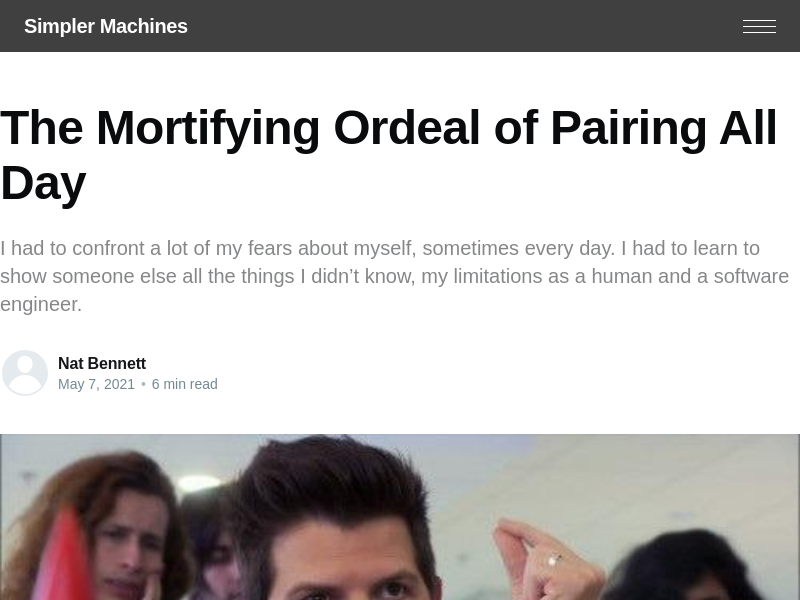 Simpler Machines
The Mortifying Ordeal of Pairing All
Day
I had to confront a lot of my fears about myself, sometimes every day. I had to learn to
show someone else all the things I didn’t know, my limitations as a human and a software
engineer.
Nat Bennett
May 7, 2021 • 6 min read